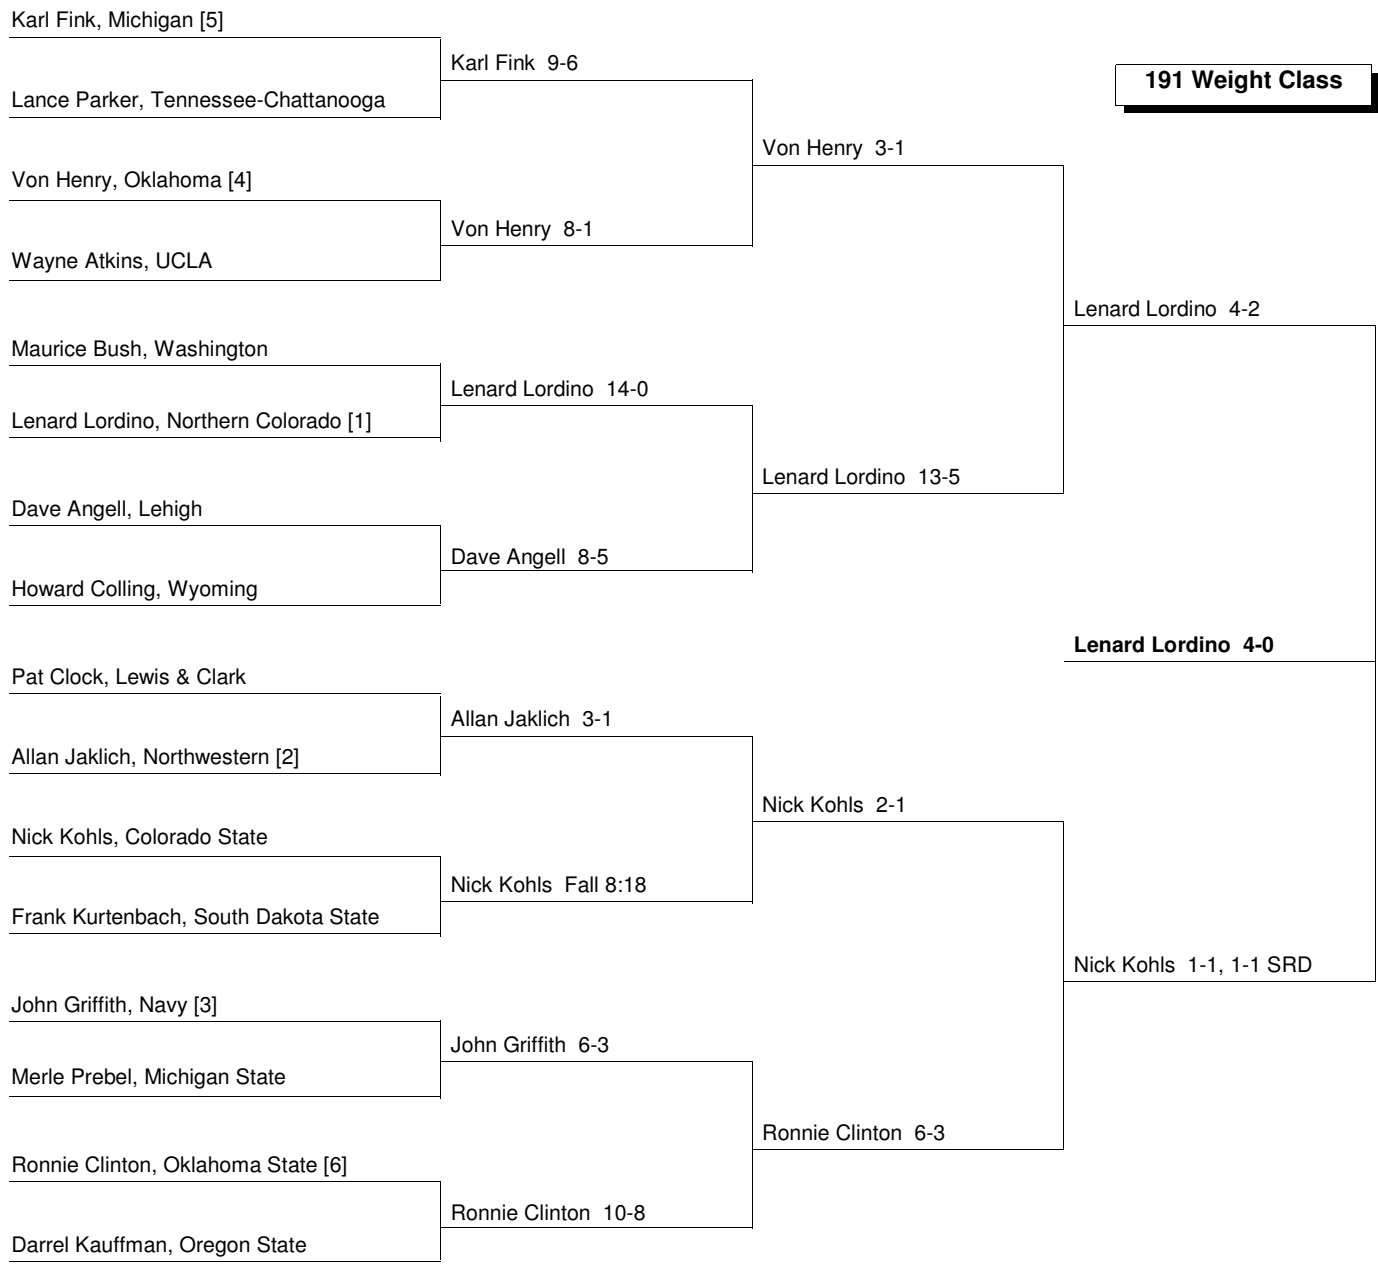 Karl Fink, Michigan [5]
Karl Fink 9-6
191 Weight Class
Lance Parker, Tennessee-Chattanooga
Von Henry 3-1
Von Henry, Oklahoma [4]
Von Henry 8-1
Wayne Atkins, UCLA
Lenard Lordino 4-2
Maurice Bush, Washington
Lenard Lordino 14-0
Lenard Lordino, Northern Colorado [1]
Lenard Lordino 13-5
Dave Angell, Lehigh
Dave Angell 8-5
Howard Colling, Wyoming
Lenard Lordino 4-0
Pat Clock, Lewis & Clark
Allan Jaklich 3-1
Allan Jaklich, Northwestern [2]
Nick Kohls 2-1
Nick Kohls, Colorado State
Nick Kohls Fall 8:18
Frank Kurtenbach, South Dakota State
Nick Kohls 1-1, 1-1 SRD
John Griffith, Navy [3]
John Griffith 6-3
Merle Prebel, Michigan State
Ronnie Clinton 6-3
Ronnie Clinton, Oklahoma State [6]
Ronnie Clinton 10-8
Darrel Kauffman, Oregon State